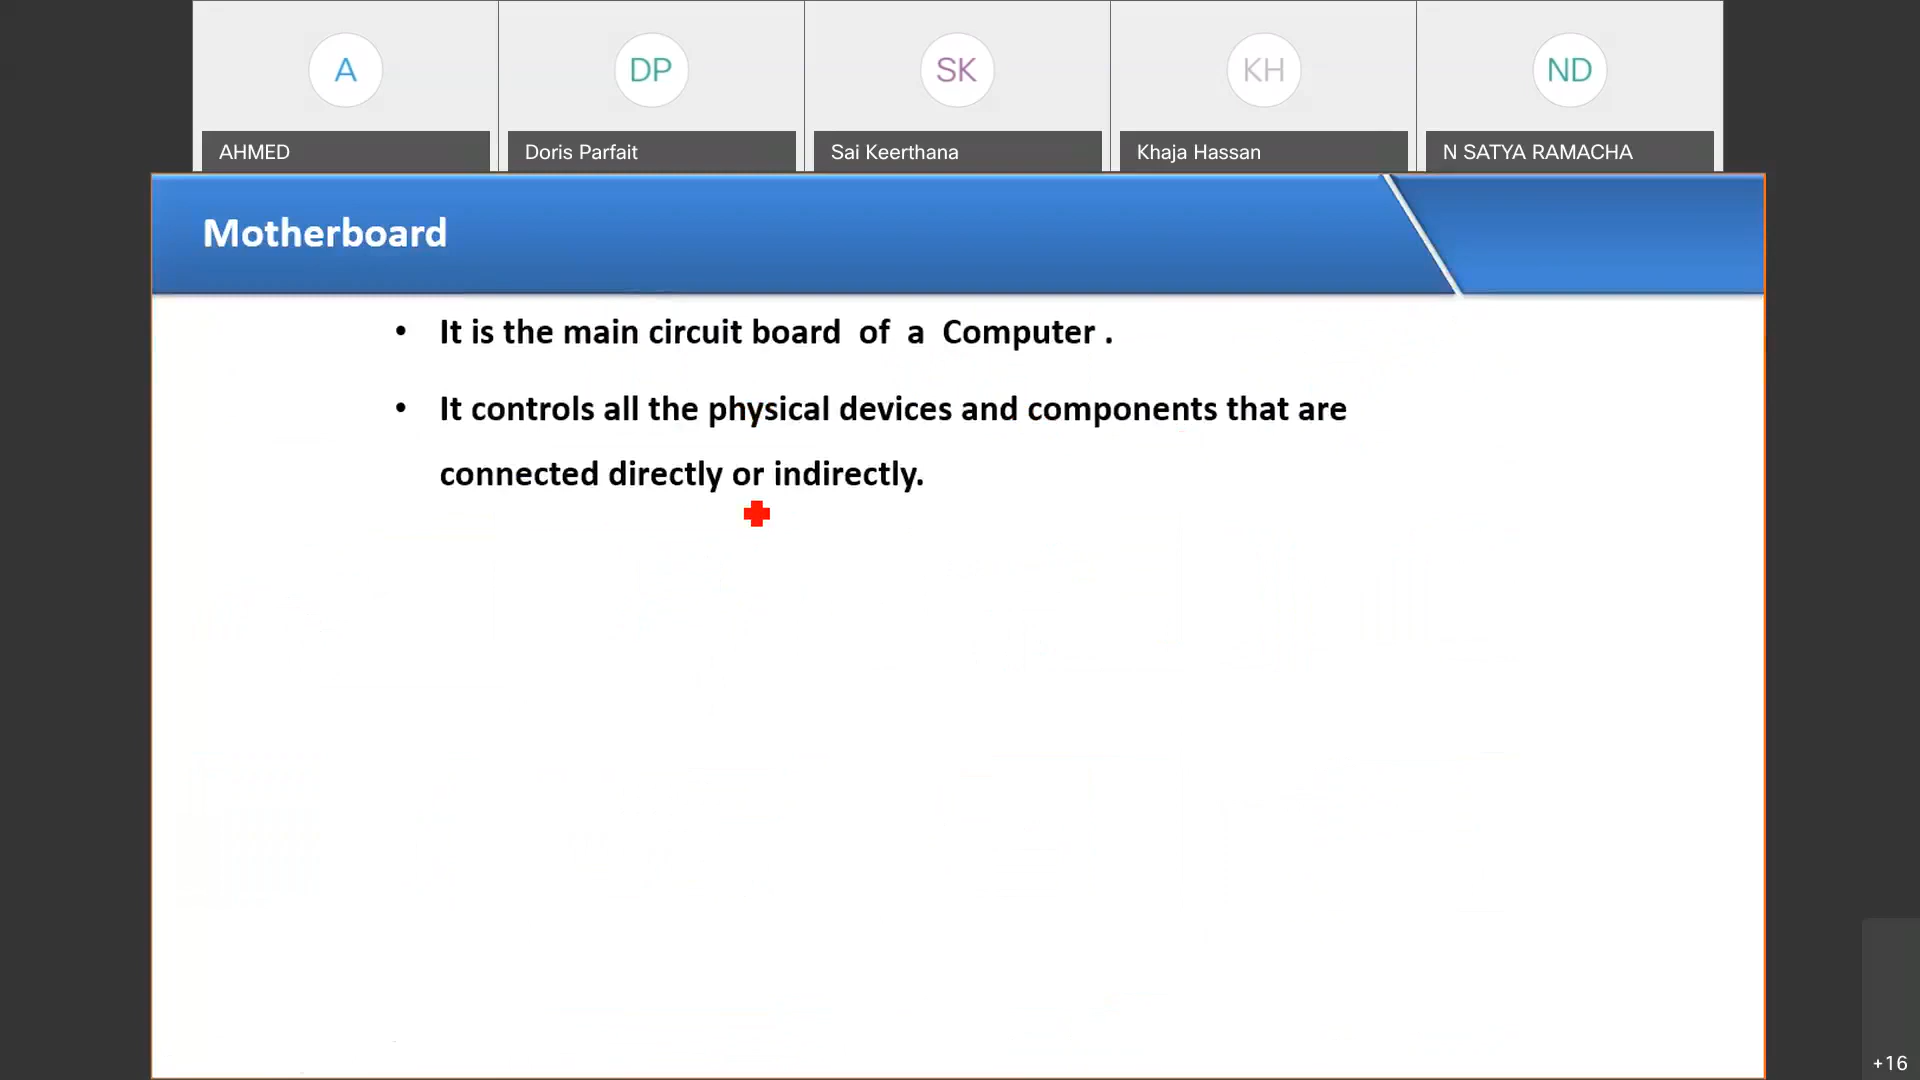 A
DP
SK
KH
ND
AHMED
Doris Parfait
Sai Keerthana
Khaja Hassan
N SATYA RAMACHA
Motherboard
• It is the main circuit board of a Computer .
• It controls all the physical devices and components that are
connected directly or indirectly.
+16